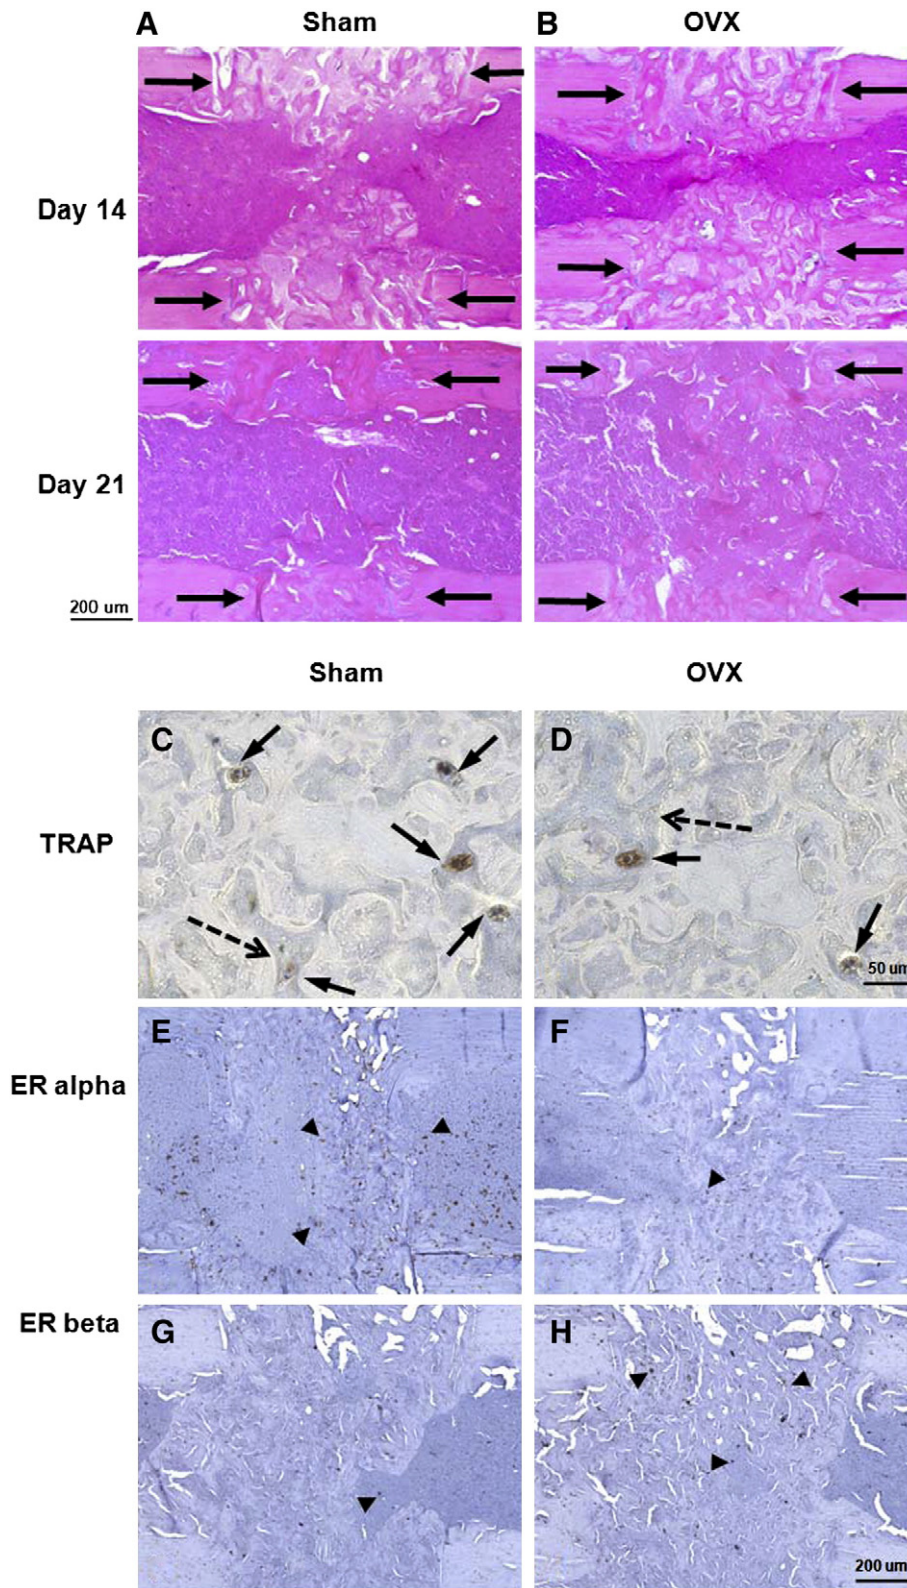 A Sham B OVX
Day 14
Day 21
200 um
Sham OVX
C D
TRAP
50 um
E F
ER alpha
ER beta
G H
200 um